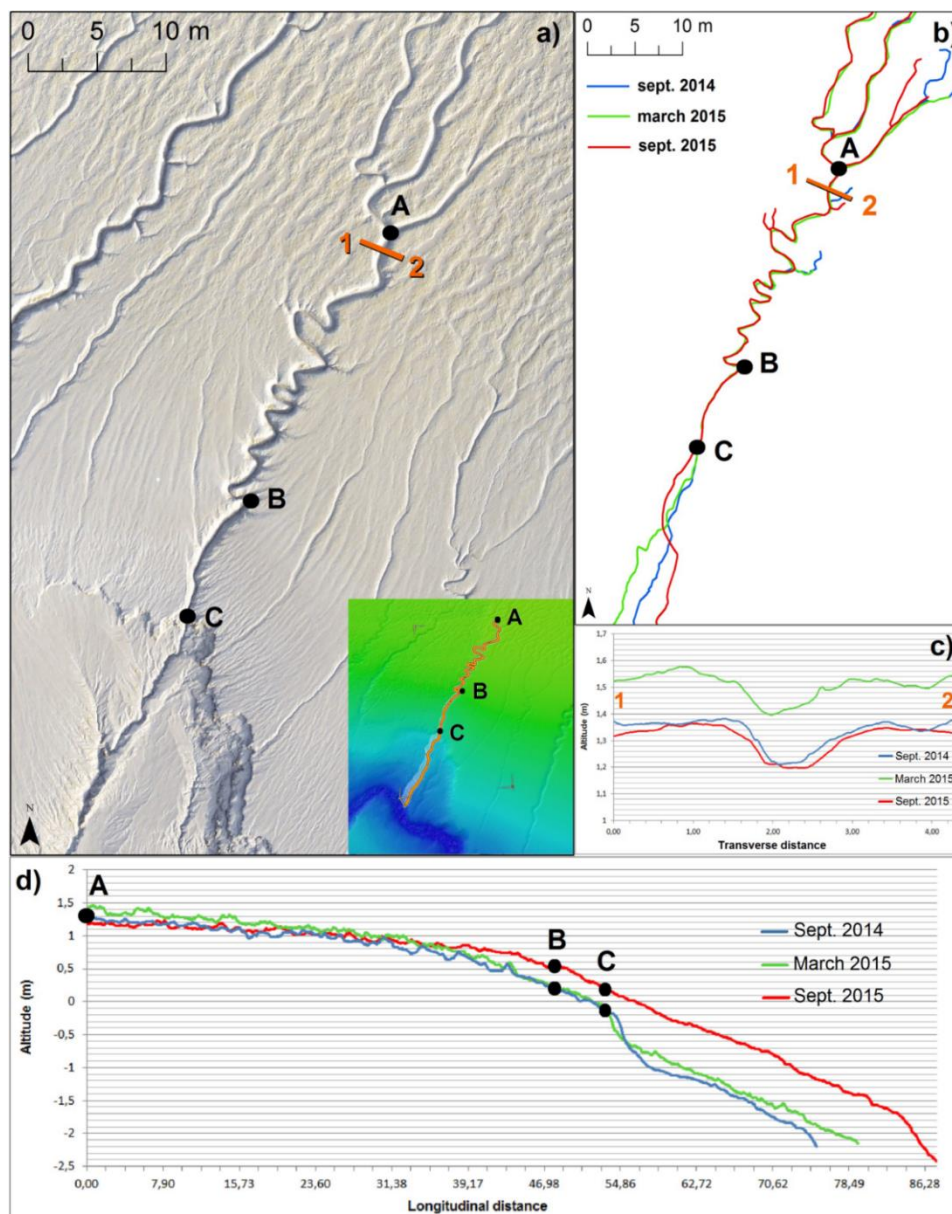 0 5 10 m
a)
A
1
2
B
C
N
A
B
C
0 5 10 m
b)
sept. 2014
march 2015
sept. 2015
A
1
2
B
C
N
c)
1,7
1,6
1,5
1,4
1,3
1,2
1,1
1
1
2
Sept. 2014
March 2015
Sept. 2015
0,00 1,00 2,00 3,00 4,00
Transverse distance
Altitude (m)
d)
A
B
C
Sept. 2014
March 2015
Sept. 2015
2
1,5
1
0,5
0
-0,5
-1
-1,5
-2
-2,5
Altitude (m)
0,00 7,90 15,73 23,60 31,38 39,17 46,98 54,86 62,72 70,62 78,49 86,28
Longitudinal distance